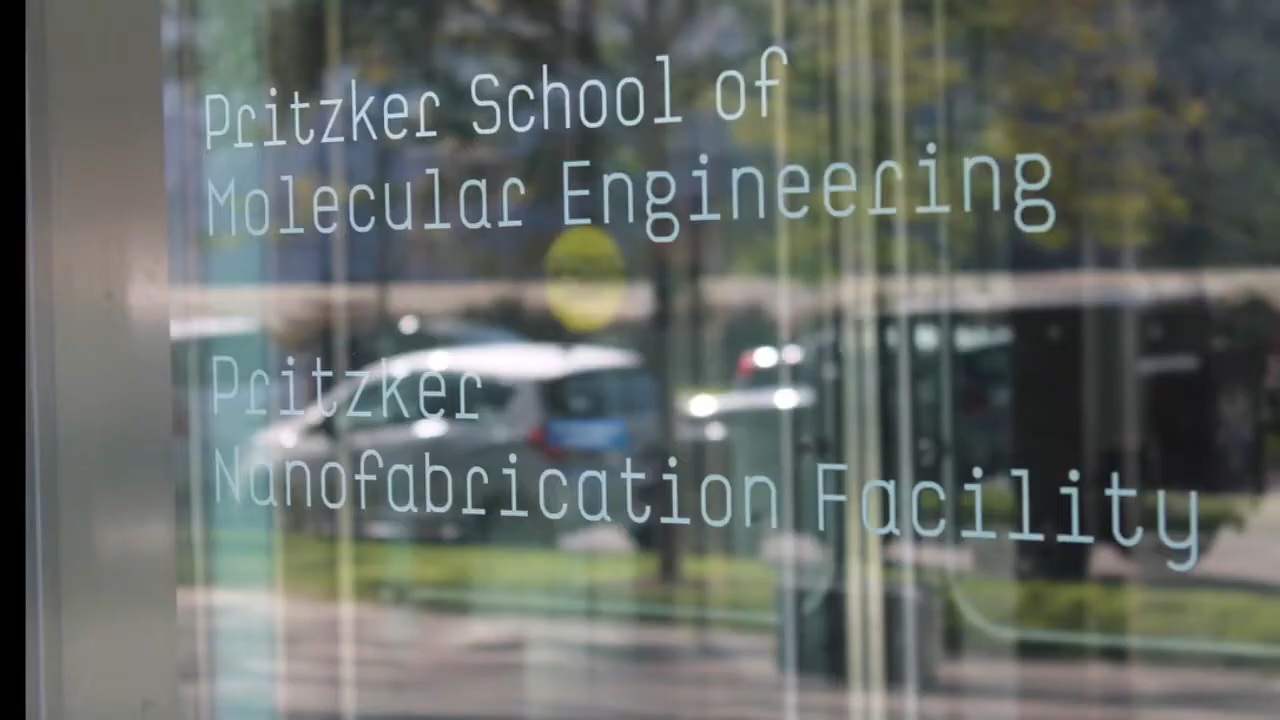 Pritzker School of
Molecular Engineering
Pritzker
Nanofabrication Facility